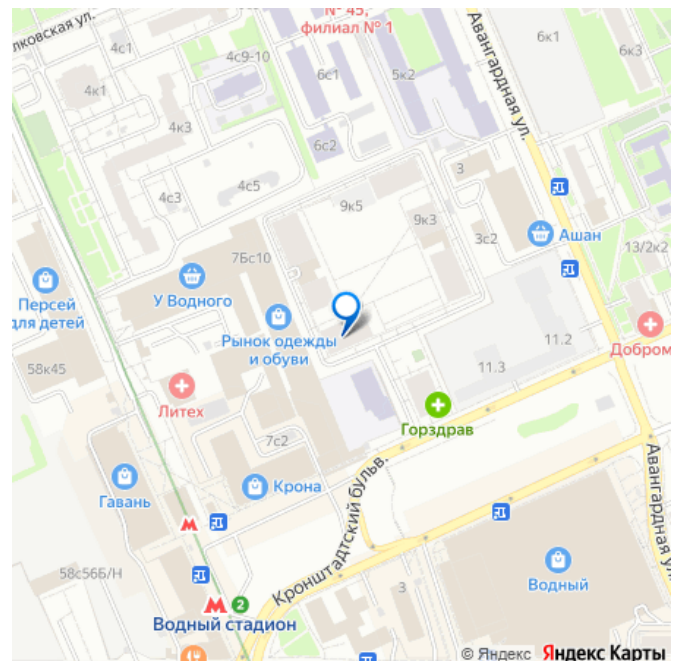 № 45,
филиал № 1
лковская ул.
4с1
4с9-10
6с1
5к2
6к1
6к3
Авангардная ул.
4к1
4к3
6с2
4с3
4с5
9к5
9к3
3
3с2
Ашан
13/2к2
7Бс10
У Водного
Персей
для детей
Рынок одежды
и обуви
58к45
11.2
11.3
Добром
Литех
Горздрав
7с2
Крона
Гавань
Кронштадтский бульв.
Авангардная ул.
58с56Б/Н
Водный
3
2
Водный стадион
© Яндекс Яндекс Карты